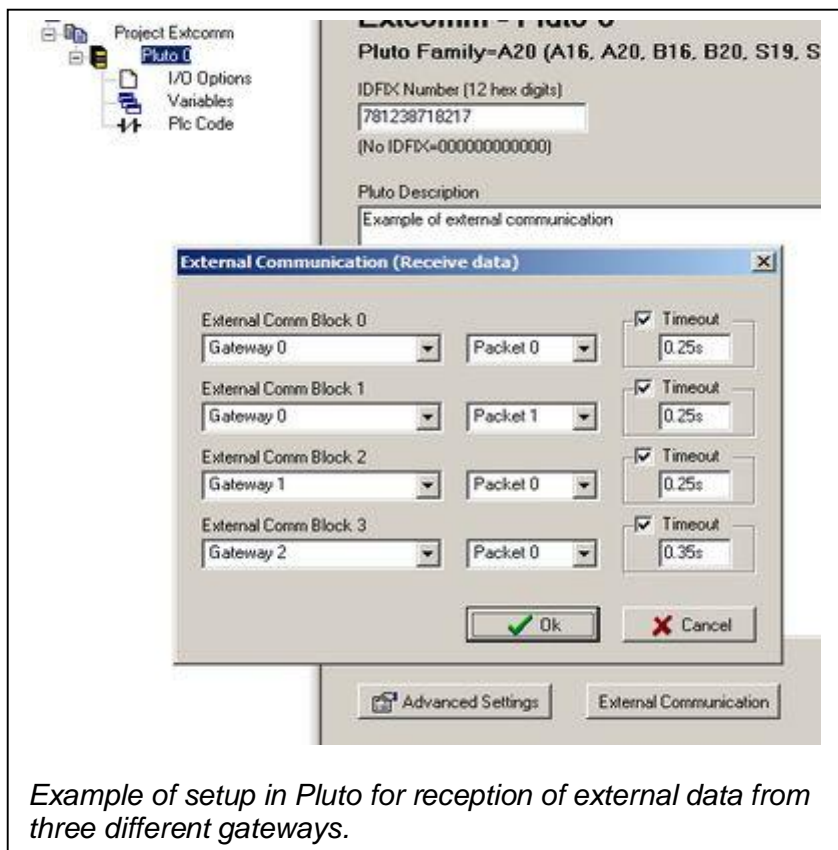 Project Extcomm
Pluto 0
I/O Options
Variables
Plc Code
Extcomm - Pluto 0
Pluto Family=A20 (A16, A20, B16, B20, S19, S
IDFIX Number (12 hex digits)
781238718217
(No IDFIX=000000000000)
Pluto Description
Example of external communication
External Communication (Receive data)
External Comm Block 0
Gateway 0
Packet 0
Timeout
0.25s
External Comm Block 1
Gateway 0
Packet 1
Timeout
0.25s
External Comm Block 2
Gateway 1
Packet 0
Timeout
0.25s
External Comm Block 3
Gateway 2
Packet 0
Timeout
0.35s
Ok
Cancel
Advanced Settings
External Communication
Example of setup in Pluto for reception of external data from
three different gateways.